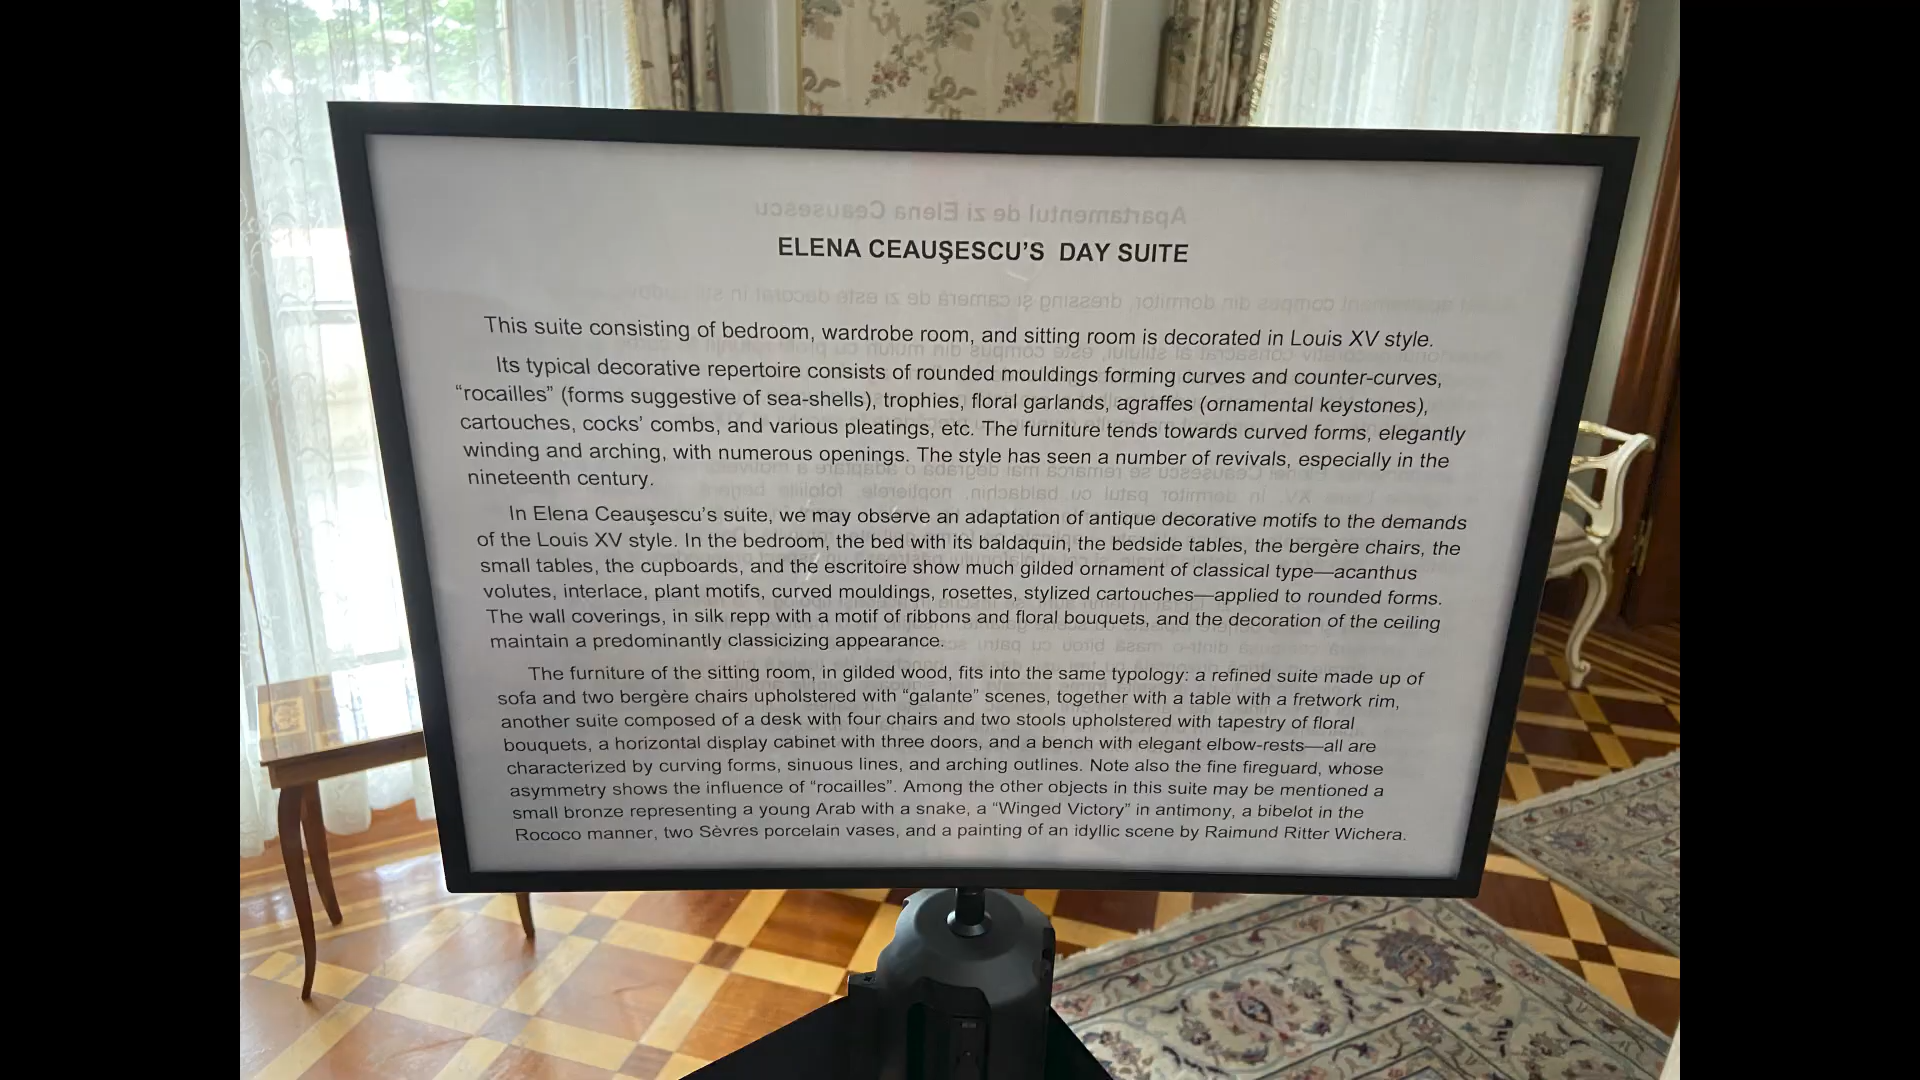 Apartamentul de zi Elena Ceausescu
ELENA CEAUŞESCU'S DAY SUITE
This suite consisting of bedroom, wardrobe room, and sitting room is decorated in Louis XV style.
Its typical decorative repertoire consists of rounded mouldings forming curves and counter-curves,
“rocailles” (forms suggestive of sea-shells), trophies, floral garlands, agraffes (ornamental keystones),
cartouches, cocks’ combs, and various pleatings, etc. The furniture tends towards curved forms, elegantly
winding and arching, with numerous openings. The style has seen a number of revivals, especially in the
nineteenth century.
In Elena Ceauşescu’s suite, we may observe an adaptation of antique decorative motifs to the demands
of the Louis XV style. In the bedroom, the bed with its baldaquin, the bedside tables, the bergère chairs, the
small tables, the cupboards, and the escritoire show much gilded ornament of classical type—acanthus
volutes, interlace, plant motifs, curved mouldings, rosettes, stylized cartouches—applied to rounded forms.
The wall coverings, in silk repp with a motif of ribbons and floral bouquets, and the decoration of the ceiling
maintain a predominantly classicizing appearance.
The furniture of the sitting room, in gilded wood, fits into the same typology: a refined suite made up of
sofa and two bergère chairs upholstered with “galante” scenes, together with a table with a fretwork rim,
another suite composed of a desk with four chairs and two stools upholstered with tapestry of floral
bouquets, a horizontal display cabinet with three doors, and a bench with elegant elbow-rests—all are
characterized by curving forms, sinuous lines, and arching outlines. Note also the fine fireguard, whose
asymmetry shows the influence of “rocailles”. Among the other objects in this suite may be mentioned a
small bronze representing a young Arab with a snake, a “Winged Victory” in antimony, a bibelot in the
Rococo manner, two Sèvres porcelain vases, and a painting of an idyllic scene by Raimund Ritter Wichera.